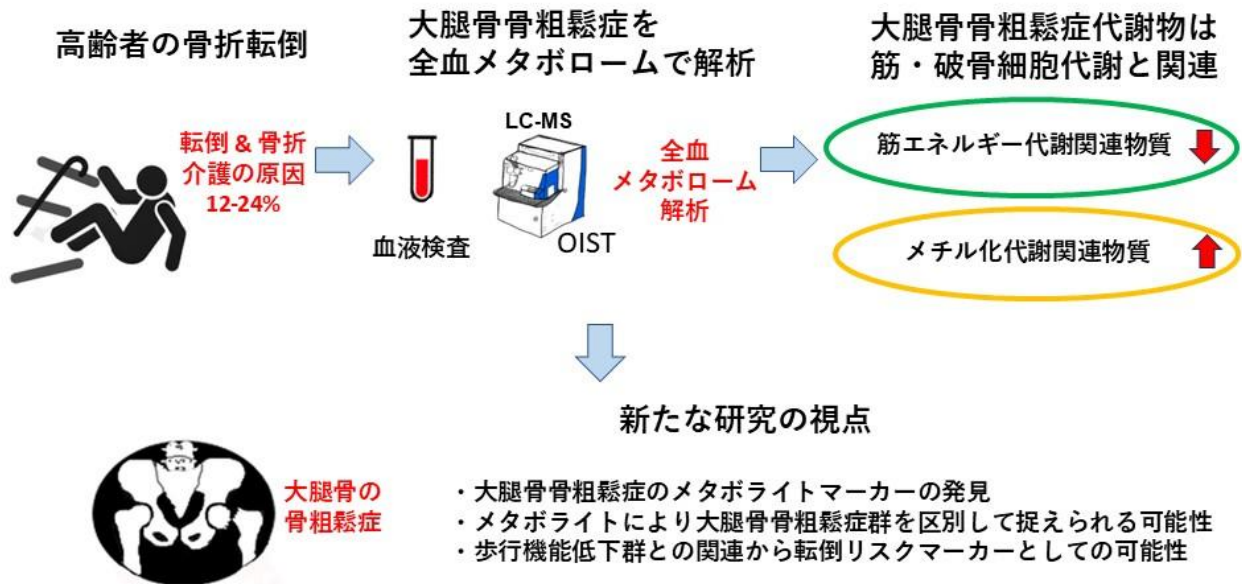 高齢者の骨折転倒
転倒 & 骨折
介護の原因
12-24%
大腿骨骨粗鬆症を
全血メタボロームで解析
血液検査
LC-MS
OIST
全血
メタボローム
解析
大腿骨骨粗鬆症代謝物は
筋・破骨細胞代謝と関連
筋エネルギー代謝関連物質
メチル化代謝関連物質
新たな研究の視点
大腿骨の
骨粗鬆症
・大腿骨骨粗鬆症のメタボライトマーカーの発見
・メタボライトにより大腿骨骨粗鬆症群を区別して捉えられる可能性
・歩行機能低下群との関連から転倒リスクマーカーとしての可能性